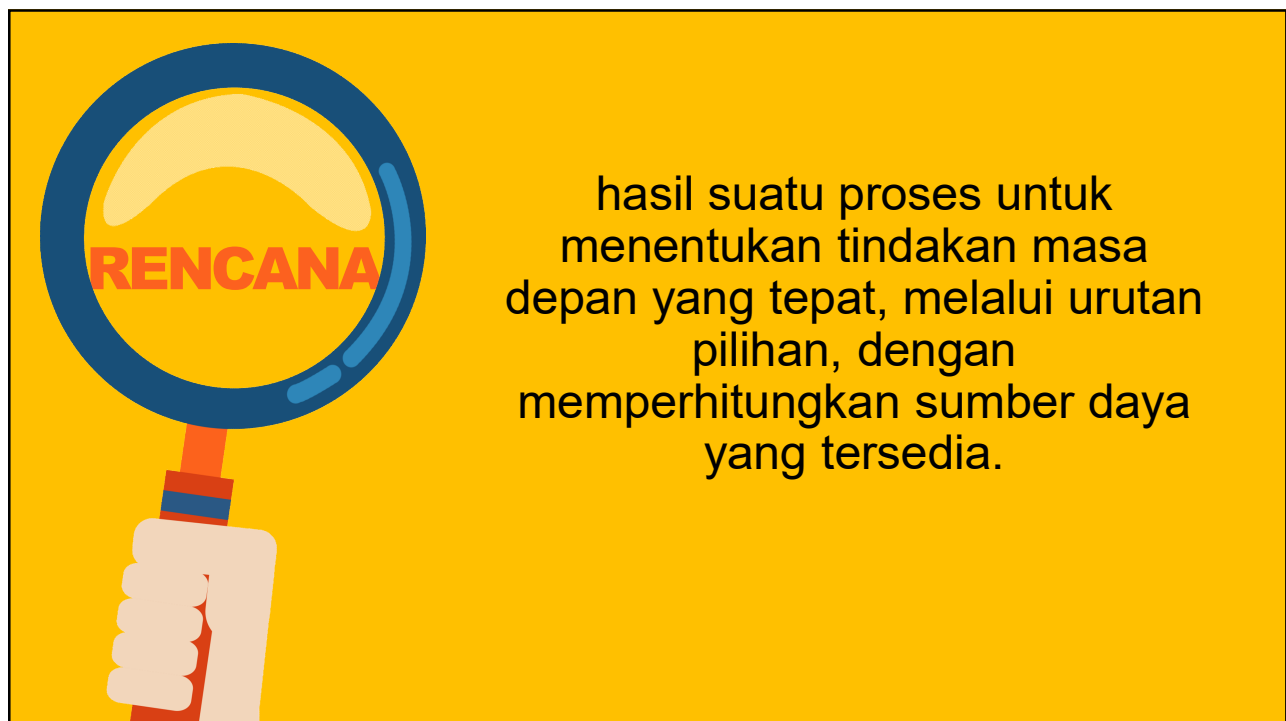 RENCANA
hasil suatu proses untuk
menentukan tindakan masa
depan yang tepat, melalui urutan
pilihan, dengan
memperhitungkan sumber daya
yang tersedia.